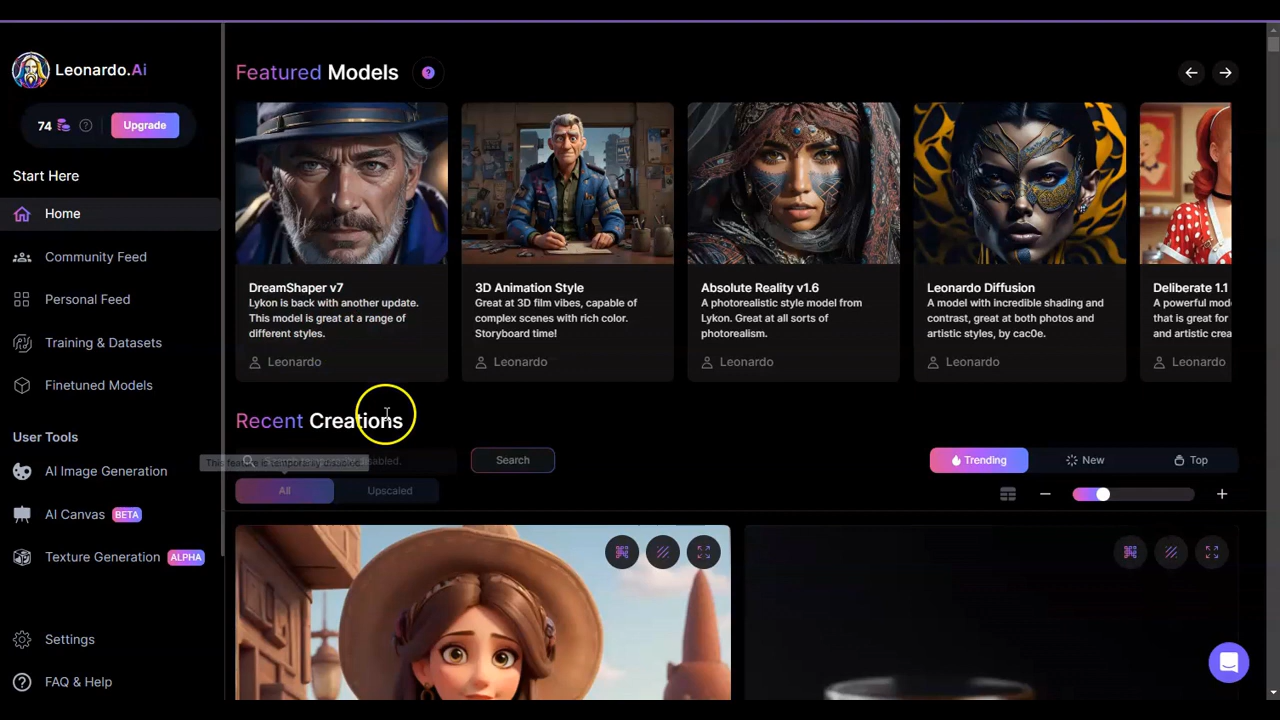 Leonardo.Ai
74
Upgrade
Start Here
Home
Community Feed
Personal Feed
Training & Datasets
Finetuned Models
User Tools
AI Image Generation
AI Canvas BETA
Texture Generation ALPHA
Settings
FAQ & Help
Featured Models
?
DreamShaper v7
Lykon is back with another update.
This model is great at a range of
different styles.
Leonardo
3D Animation Style
Great at 3D film vibes, capable of
complex scenes with rich color.
Storyboard time!
Leonardo
Absolute Reality v1.6
A photorealistic style model from
Lykon. Great at all sorts of
photorealism.
Leonardo
Leonardo Diffusion
A model with incredible shading and
contrast, great at both photos and
artistic styles, by cac0e.
Leonardo
Deliberate 1.1
A powerful mod
that is great for
and artistic crea
Leonardo
Recent Creations
This feature is temporarily disabled.
Search
Trending
New
Top
All
Upscaled